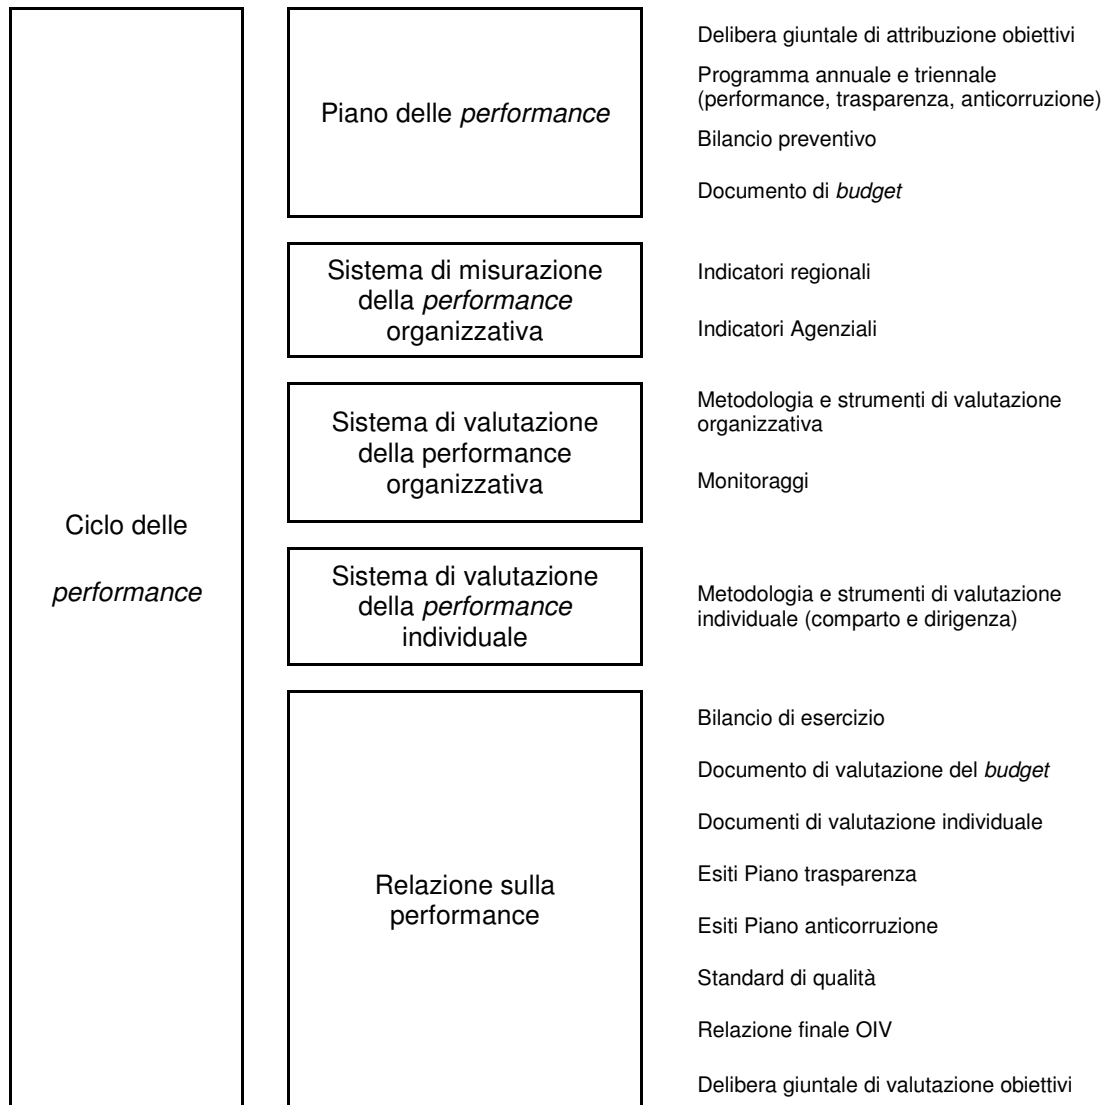 Ciclo delle
performance
Piano delle performance
Delibera giuntale di attribuzione obiettivi
Programma annuale e triennale
(performance, trasparenza, anticorruzione)
Bilancio preventivo
Documento di budget
Sistema di misurazione
della performance
organizzativa
Indicatori regionali
Indicatori Agenziali
Sistema di valutazione
della performance
organizzativa
Metodologia e strumenti di valutazione
organizzativa
Monitoraggi
Sistema di valutazione
della performance
individuale
Metodologia e strumenti di valutazione
individuale (comparto e dirigenza)
Relazione sulla
performance
Bilancio di esercizio
Documento di valutazione del budget
Documenti di valutazione individuale
Esiti Piano trasparenza
Esiti Piano anticorruzione
Standard di qualità
Relazione finale OIV
Delibera giuntale di valutazione obiettivi